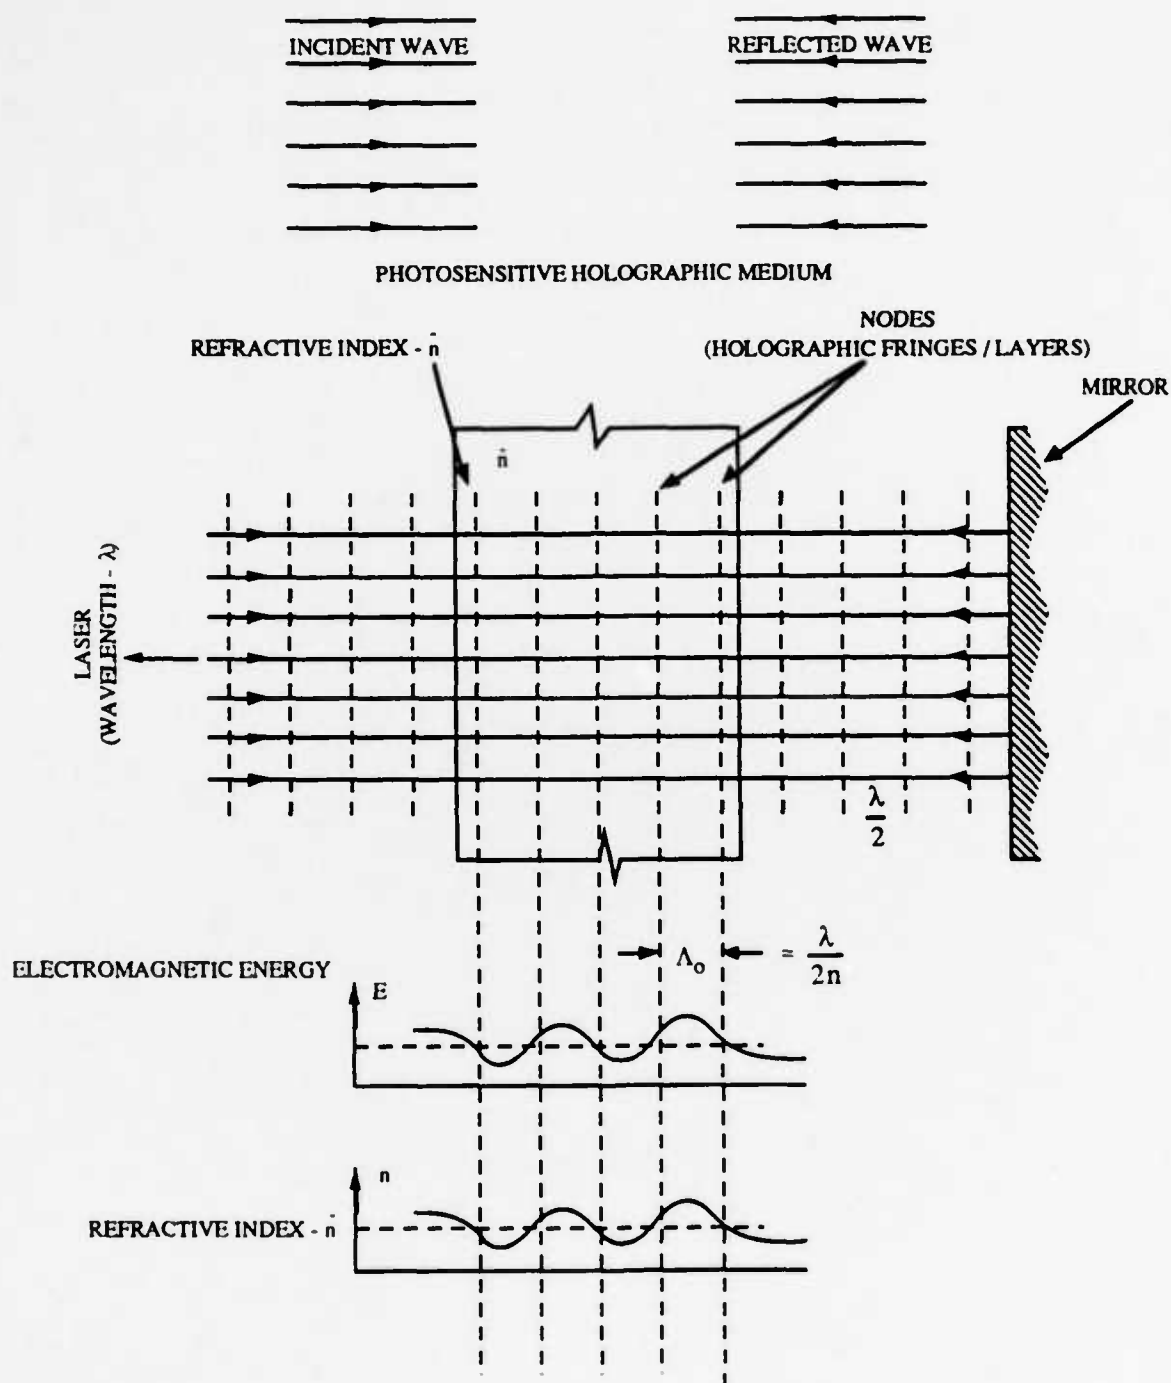 INCIDENT WAVE
REFLECTED WAVE
PHOTOSENSITIVE HOLOGRAPHIC MEDIUM
NODES
(HOLOGRAPHIC FRINGES / LAYERS)
REFRACTIVE INDEX - n̄
MIRROR
n̄
LASER
(WAVELENGTH - λ)
λ/2
Λo = λ/2n
ELECTROMAGNETIC ENERGY
E
n
REFRACTIVE INDEX - n̄